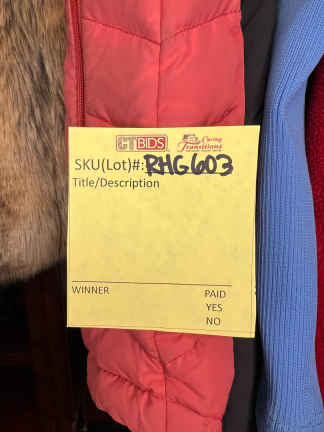 CTBIDS Caring Transitions
SKU(Lot)#: RHG603
Title/Description
WINNER PAID
YES
NO